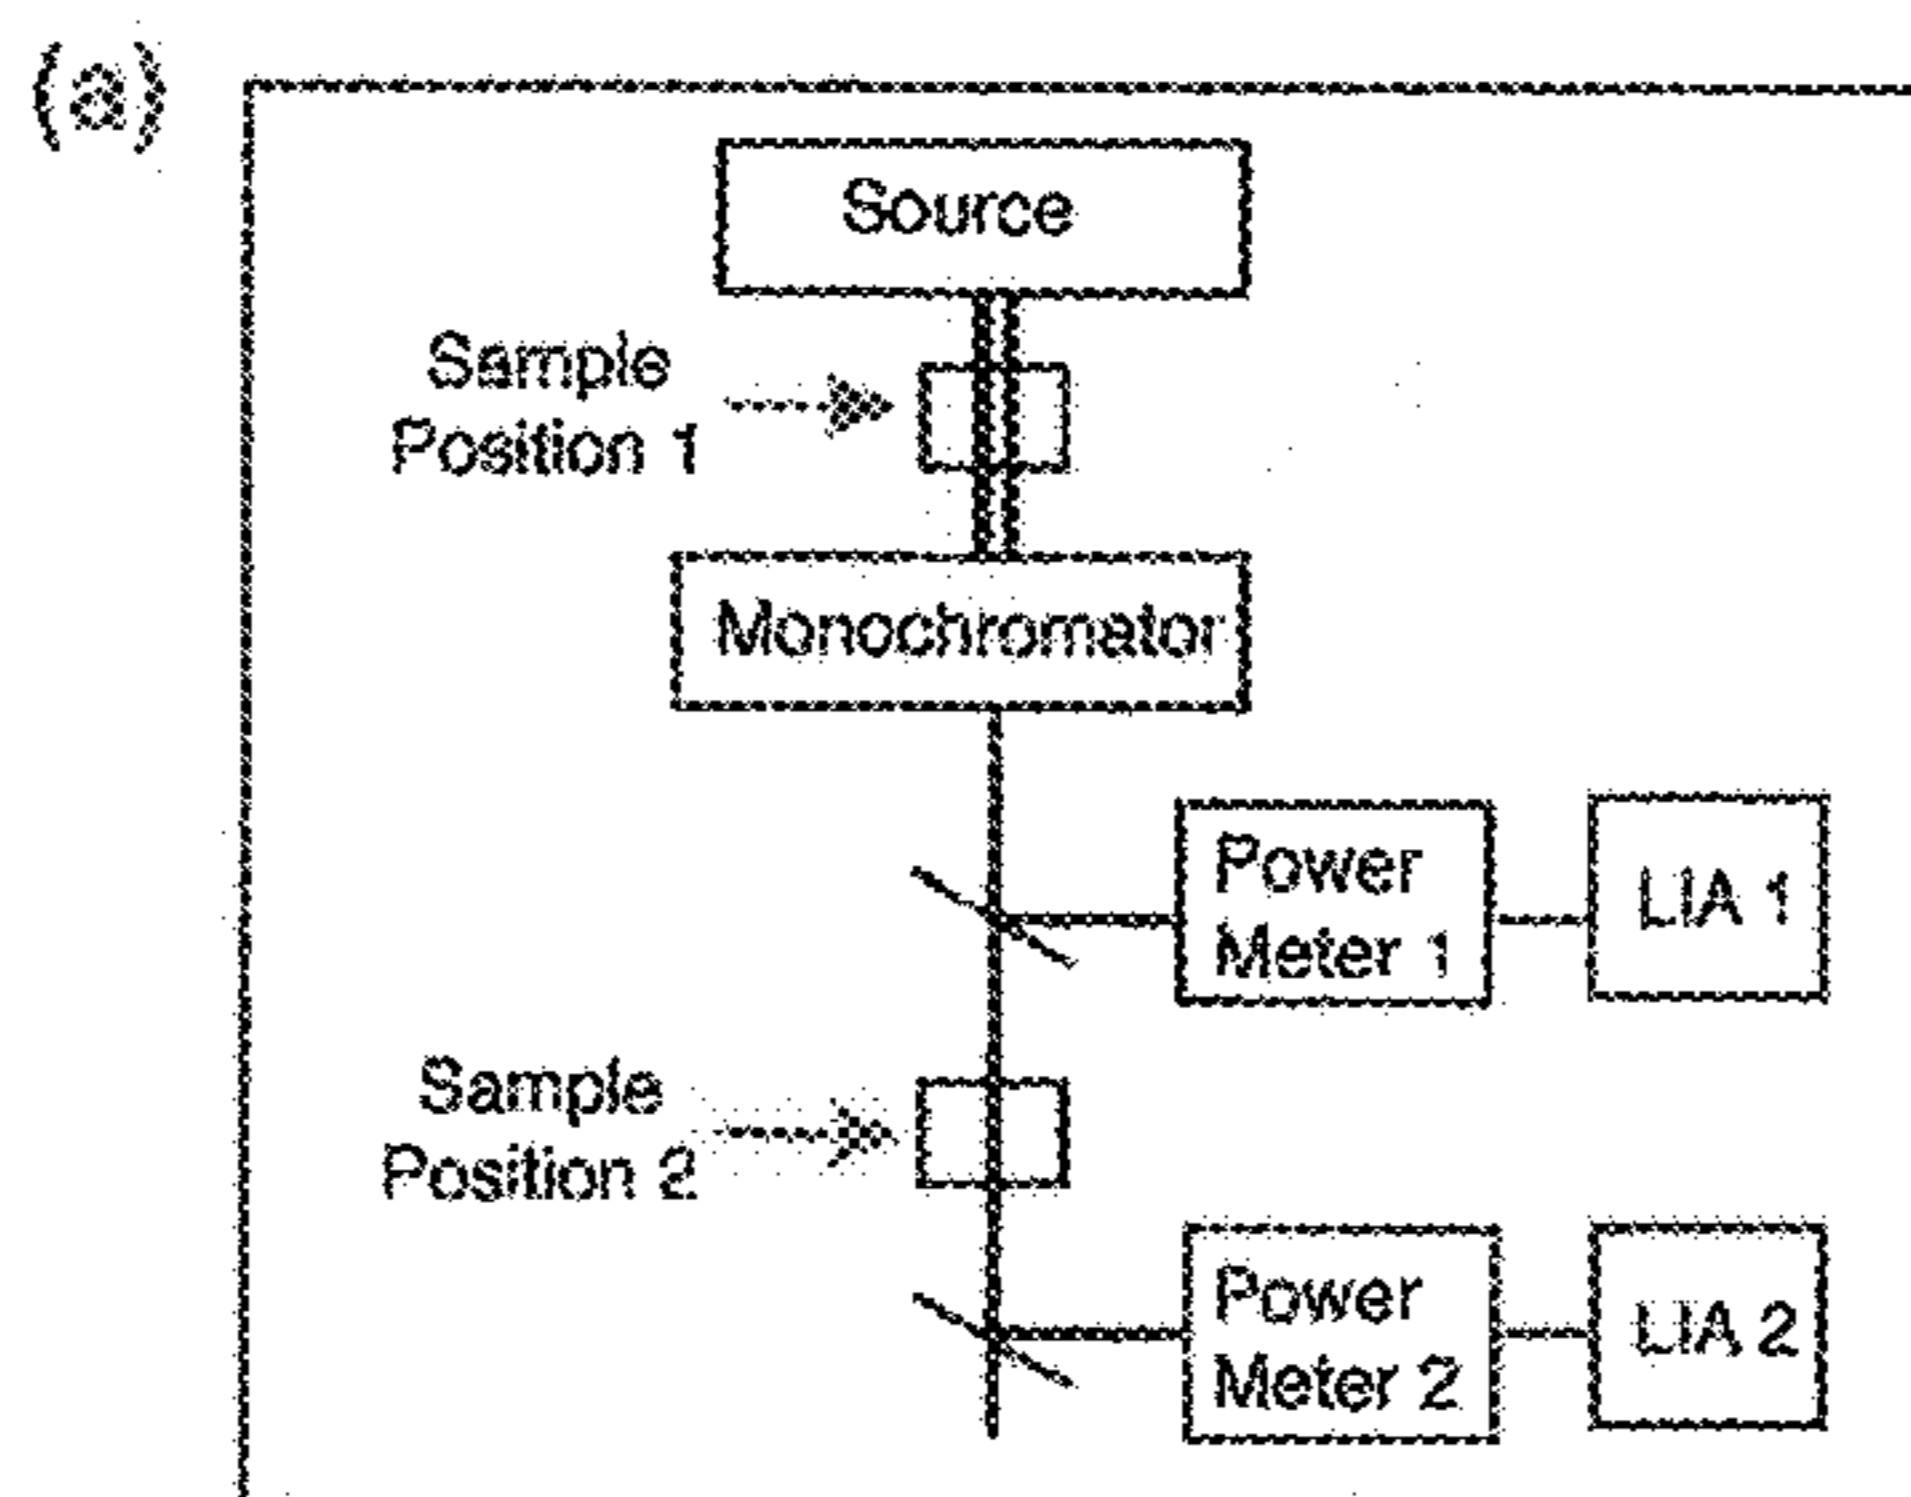 (a)
Source
Sample
Position 1
Monochromator
Power
Meter 1
LIA 1
Sample
Position 2
Power
Meter 2
LIA 2